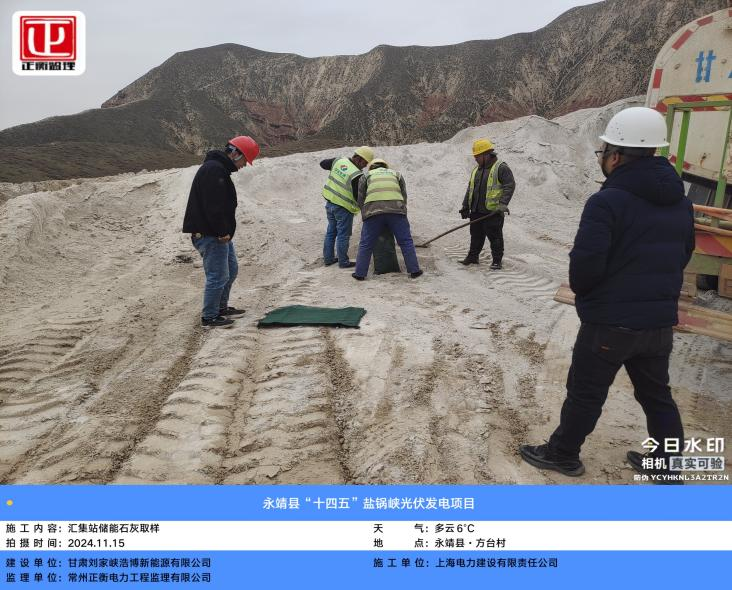 正衡监理
甘
今日水印
相机 真实可验
永靖县“十四五”盐锅峡光伏发电项目
施工内容：汇集站储能石灰取样
天 气：多云 6℃
拍摄时间：2024.11.15
地 点：永靖县·方台村
建设单位：甘肃刘家峡浩博新能源有限公司
施工单位：上海电力建设有限责任公司
监理单位：常州正衡电力工程监理有限公司